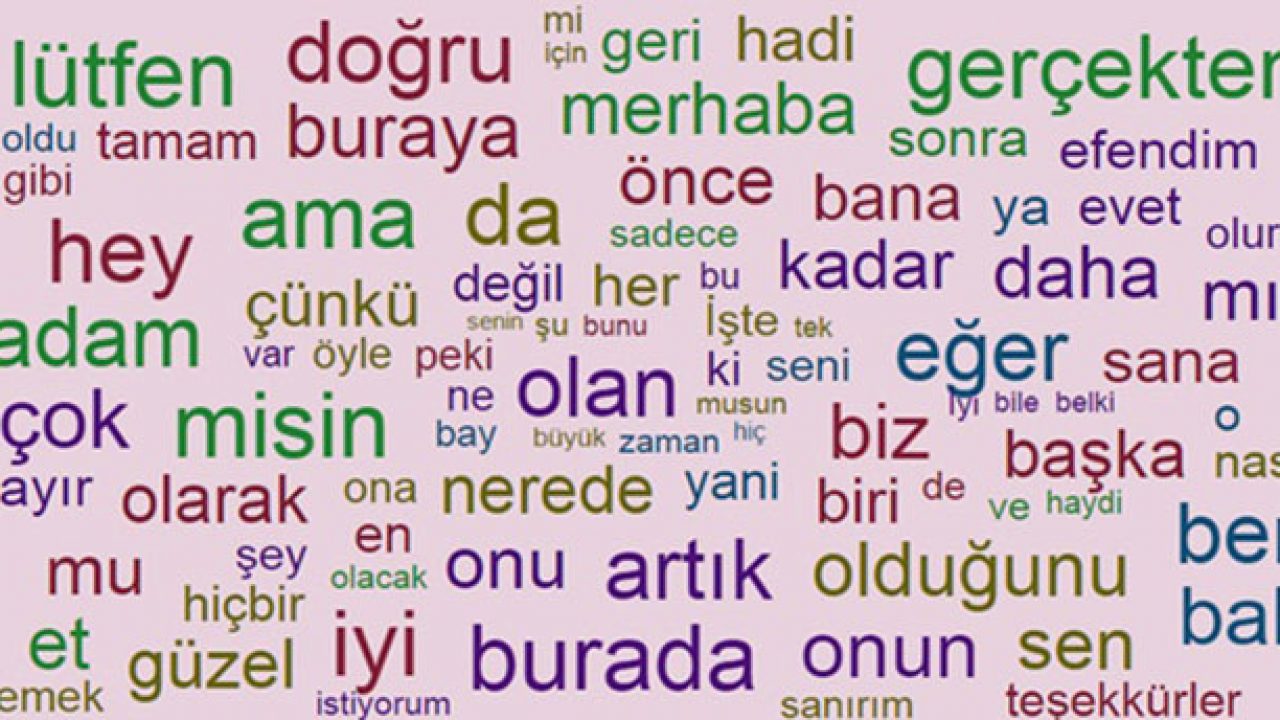 lütfen doğru mi için geri hadi gerçekten
oldu tamam buraya merhaba sonra efendim
gibi önce bana ya evet
hey ama da sadece kadar daha olur
çünkü değil her bu mı
adam senin şu bunu İşte tek eğer sana
var öyle peki ki seni
çok misin ne olan musun iyi bile belki o
bay büyük zaman hiç biz başka nas
ayır olarak ona nerede yani biri de ve haydi
mu şey en onu artık olduğunu be
hiçbir olacak
et güzel iyi burada onun sen ba
emek istiyorum sanırım teşekkürler